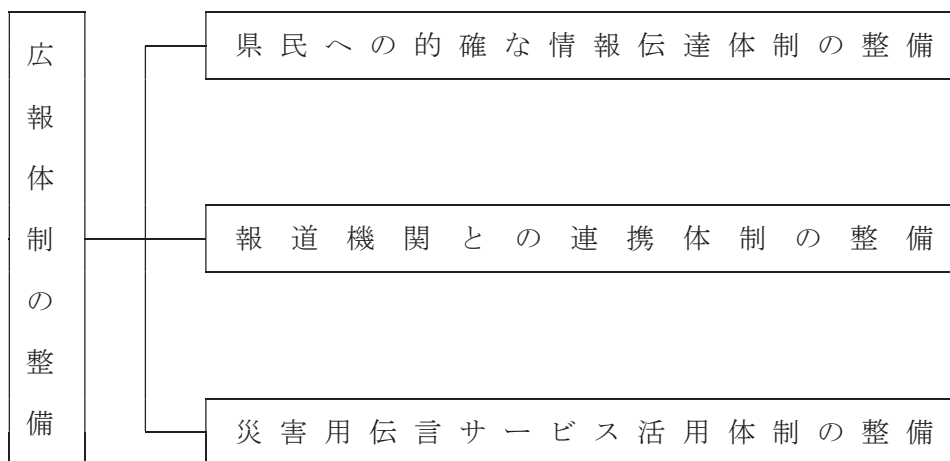 広報体制の整備
県民への的確な情報伝達体制の整備
報道機関との連携体制の整備
災害用伝言サービス活用体制の整備